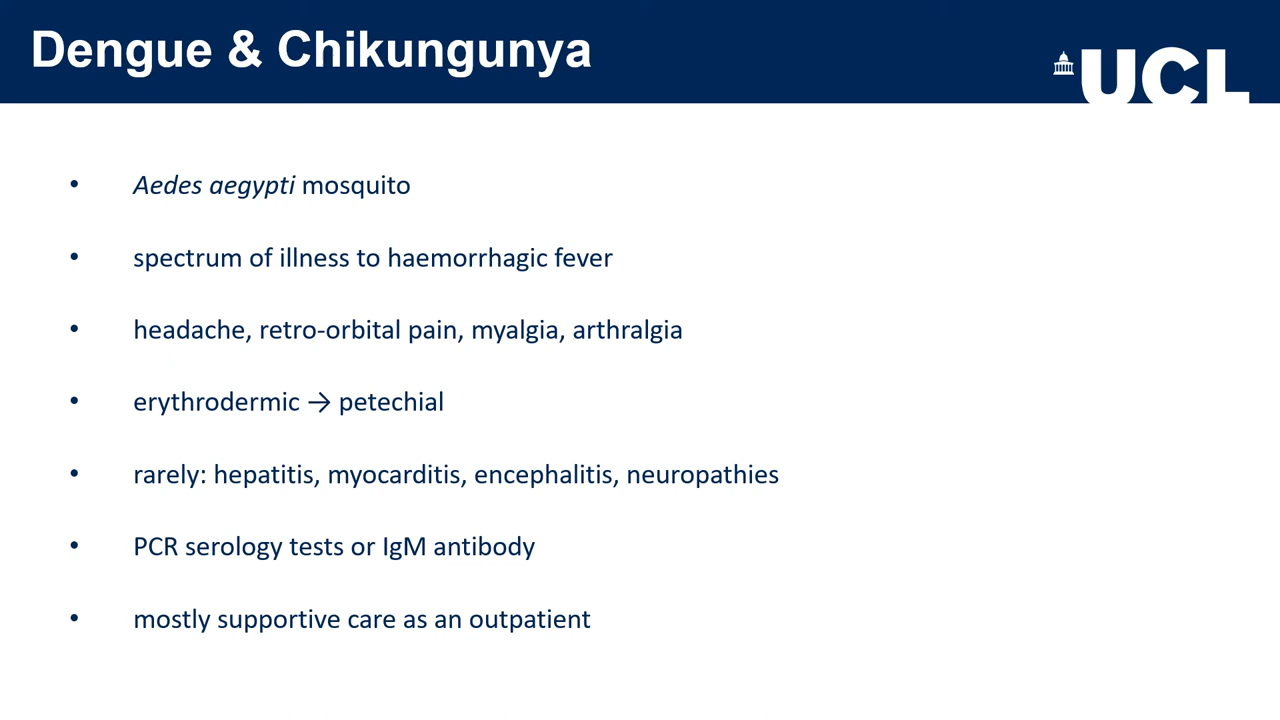 Dengue & Chikungunya
UCL
• Aedes aegypti mosquito
• spectrum of illness to haemorrhagic fever
• headache, retro-orbital pain, myalgia, arthralgia
• erythrodermic → petechial
• rarely: hepatitis, myocarditis, encephalitis, neuropathies
• PCR serology tests or IgM antibody
• mostly supportive care as an outpatient